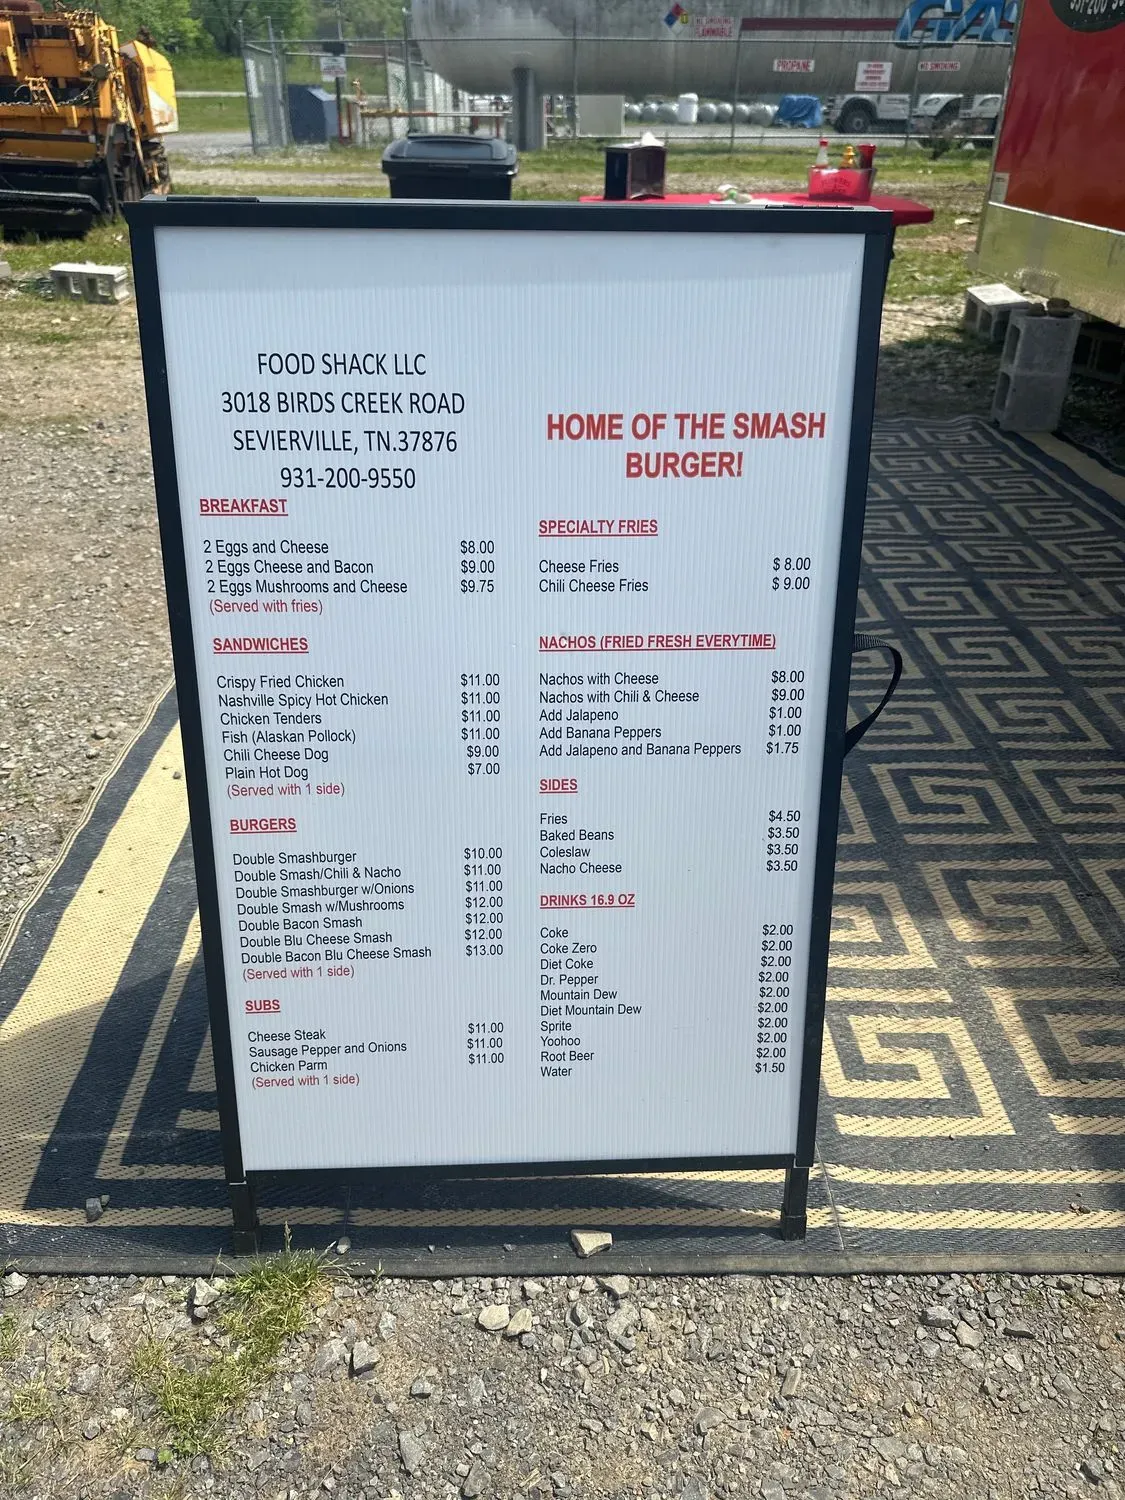 NO SMOKING
FLAMMABLE
GAS
PROPANE
NO SMOKING
FOOD SHACK LLC
3018 BIRDS CREEK ROAD
SEVIERVILLE, TN.37876
931-200-9550
HOME OF THE SMASH
BURGER!
BREAKFAST
2 Eggs and Cheese $8.00
2 Eggs Cheese and Bacon $9.00
2 Eggs Mushrooms and Cheese $9.75
(Served with fries)
SANDWICHES
Crispy Fried Chicken $11.00
Nashville Spicy Hot Chicken $11.00
Chicken Tenders $11.00
Fish (Alaskan Pollock) $11.00
Chili Cheese Dog $9.00
Plain Hot Dog $7.00
(Served with 1 side)
BURGERS
Double Smashburger $10.00
Double Smash/Chili & Nacho $11.00
Double Smashburger w/Onions $11.00
Double Smash w/Mushrooms $12.00
Double Bacon Smash $12.00
Double Blu Cheese Smash $12.00
Double Bacon Blu Cheese Smash $13.00
(Served with 1 side)
SUBS
Cheese Steak $11.00
Sausage Pepper and Onions $11.00
Chicken Parm $11.00
(Served with 1 side)
SPECIALTY FRIES
Cheese Fries $ 8.00
Chili Cheese Fries $ 9.00
NACHOS (FRIED FRESH EVERYTIME)
Nachos with Cheese $8.00
Nachos with Chili & Cheese $9.00
Add Jalapeno $1.00
Add Banana Peppers $1.00
Add Jalapeno and Banana Peppers $1.75
SIDES
Fries $4.50
Baked Beans $3.50
Coleslaw $3.50
Nacho Cheese $3.50
DRINKS 16.9 OZ
Coke $2.00
Coke Zero $2.00
Diet Coke $2.00
Dr. Pepper $2.00
Mountain Dew $2.00
Diet Mountain Dew $2.00
Sprite $2.00
Yoohoo $2.00
Root Beer $2.00
Water $1.50